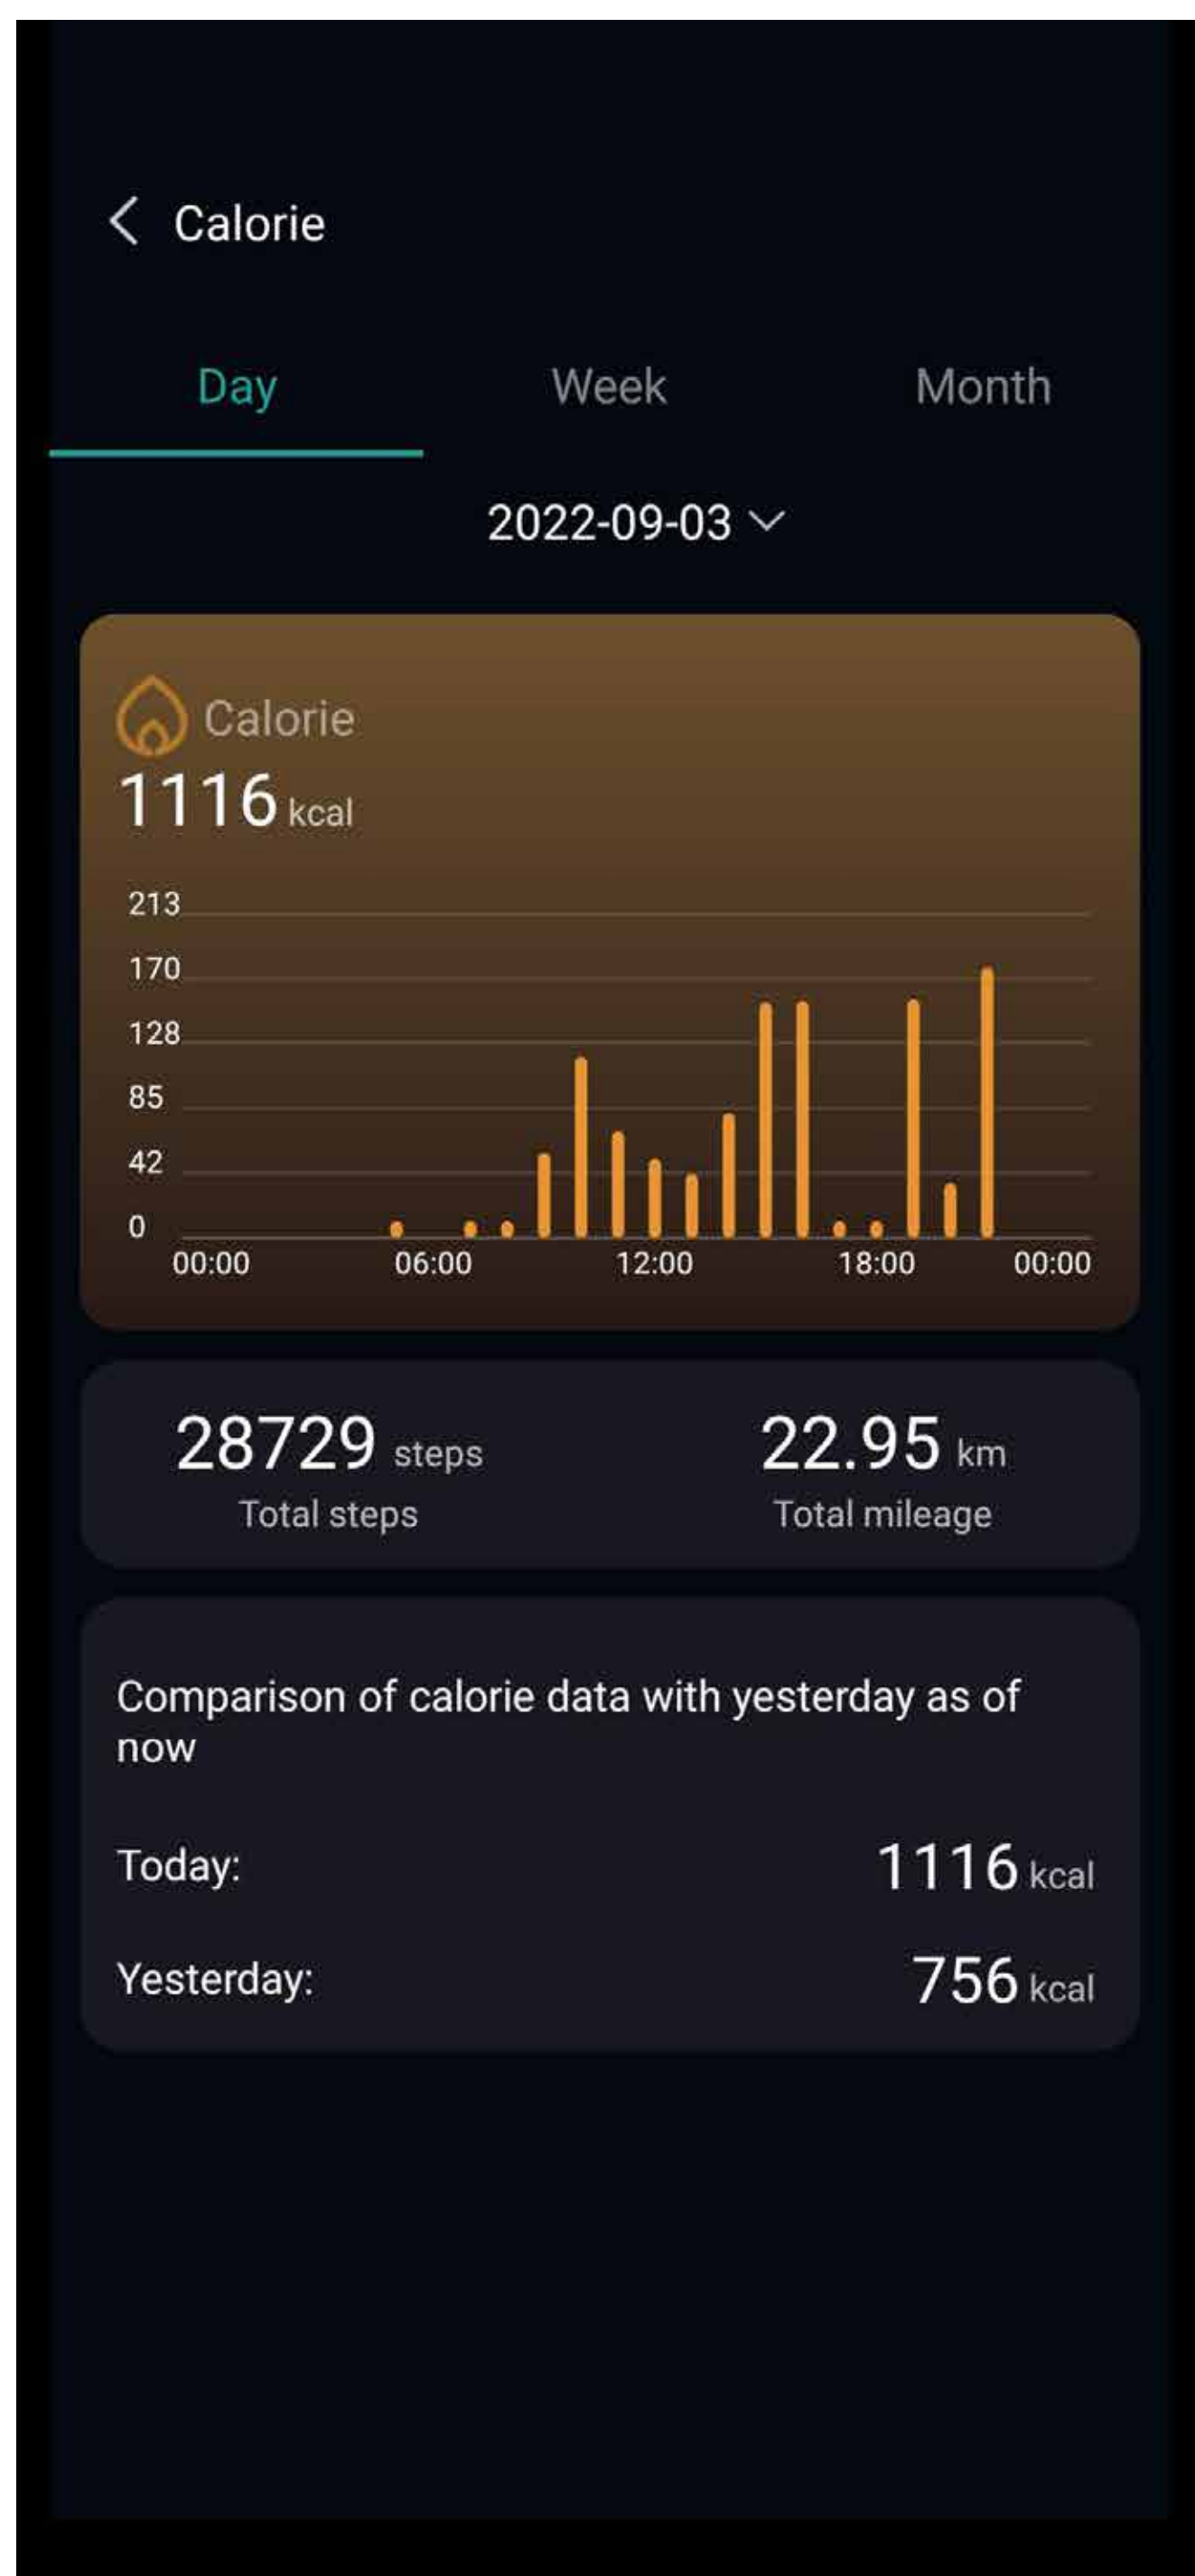 Calorie
Day Week Month
2022-09-03
Calorie
1116 kcal
213
170
128
85
42
0
00:00 06:00 12:00 18:00 00:00
28729 steps 22.95 km
Total steps Total mileage
Comparison of calorie data with yesterday as of
now
Today: 1116 kcal
Yesterday: 756 kcal